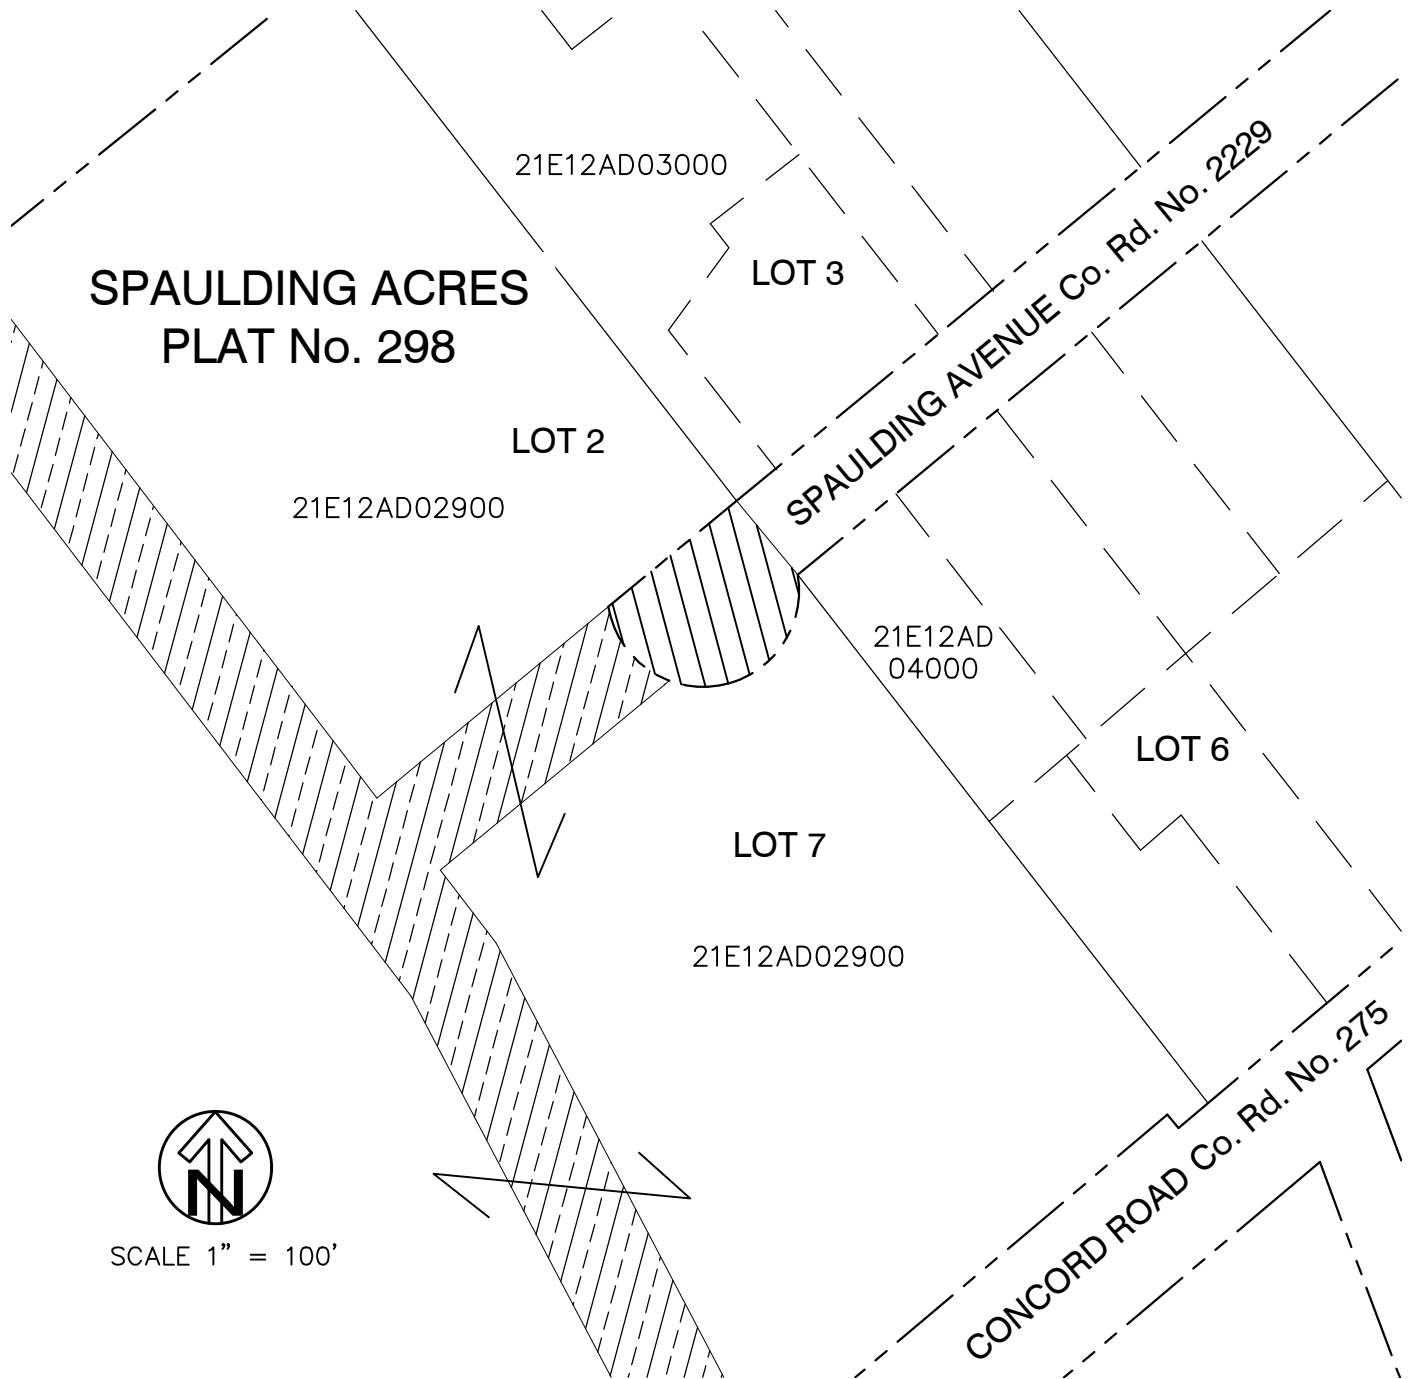 21E12AD03000
SPAULDING AVENUE Co. Rd. No. 2229
LOT 3
SPAULDING ACRES
PLAT No. 298
LOT 2
21E12AD02900
21E12AD
04000
LOT 6
LOT 7
21E12AD02900
CONCORD ROAD Co. Rd. No. 275
N
SCALE 1" = 100'